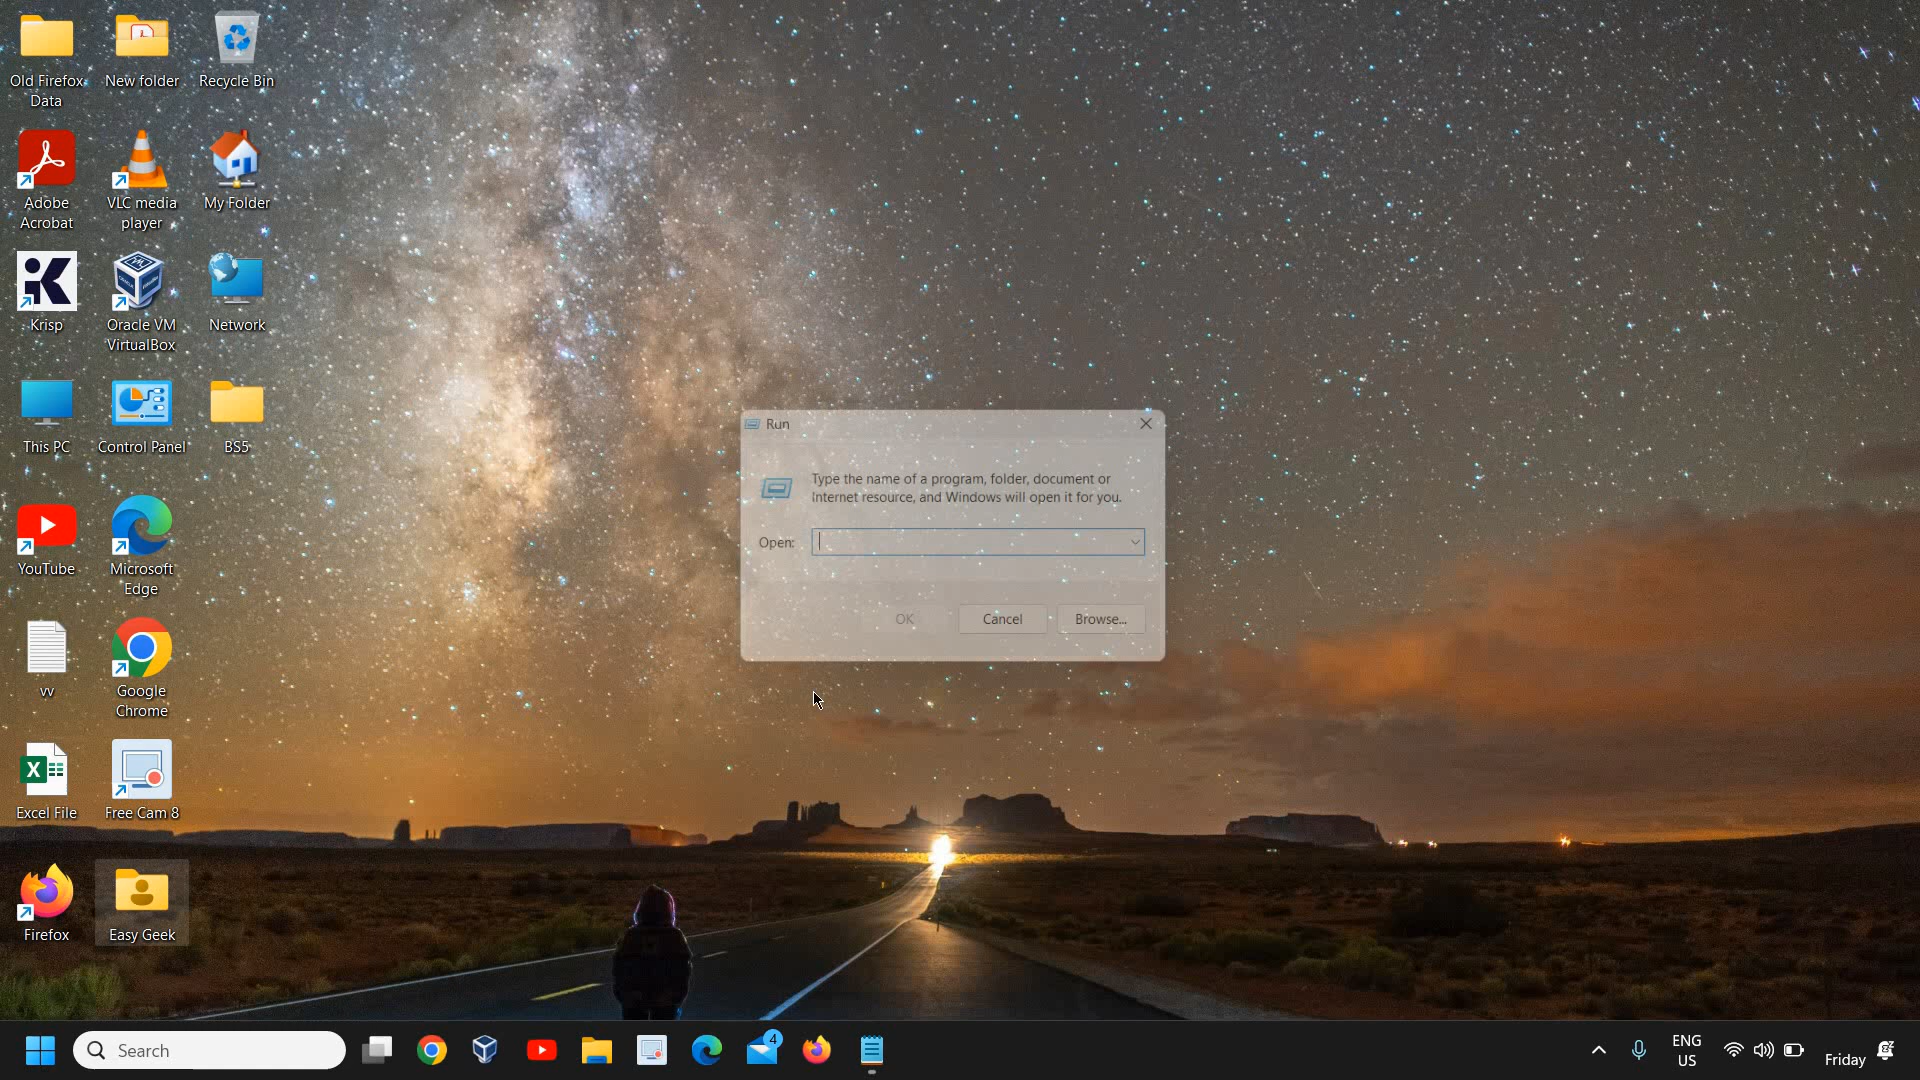 Old Firefox
Data
New folder
Recycle Bin
Adobe
Acrobat
VLC media
player
My Folder
Krisp
Oracle VM
VirtualBox
Network
This PC
Control Panel
BS5
YouTube
Microsoft
Edge
vv
Google
Chrome
Excel File
Free Cam 8
Firefox
Easy Geek
Run
Type the name of a program, folder, document or
Internet resource, and Windows will open it for you.
Open:
OK
Cancel
Browse...
Search
4
ENG
US
Friday